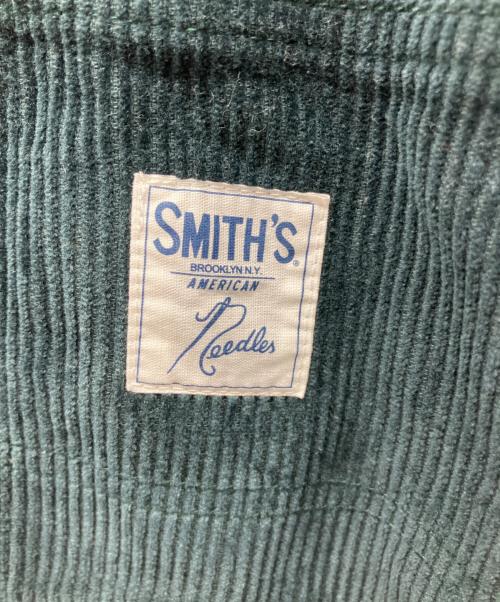 SMITH'S®
BROOKLYN N.Y.
AMERICAN
Needles